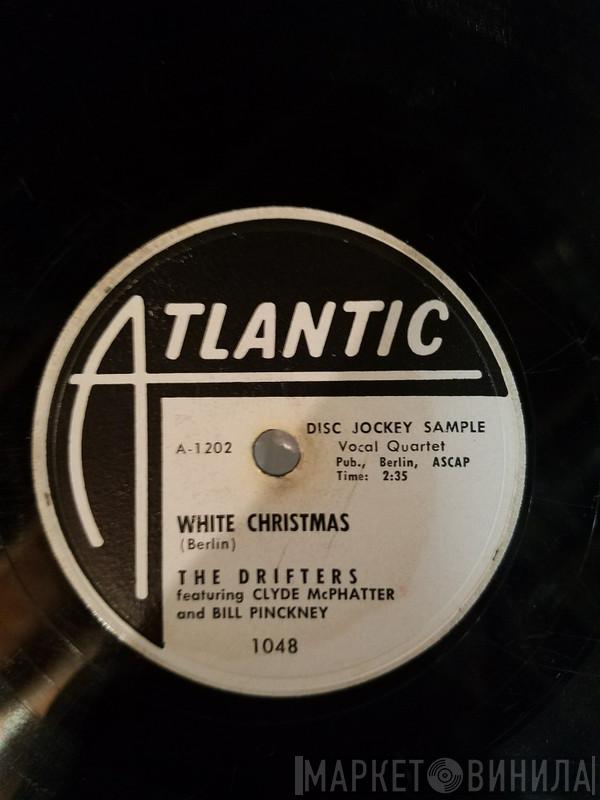 ATLANTIC
DISC JOCKEY SAMPLE
A-1202
Vocal Quartet
Pub., Berlin, ASCAP
Time: 2:35
WHITE CHRISTMAS
(Berlin)
THE DRIFTERS
featuring CLYDE McPHATTER
and BILL PINCKNEY
1048
МАРКЕТ ВИНИЛА